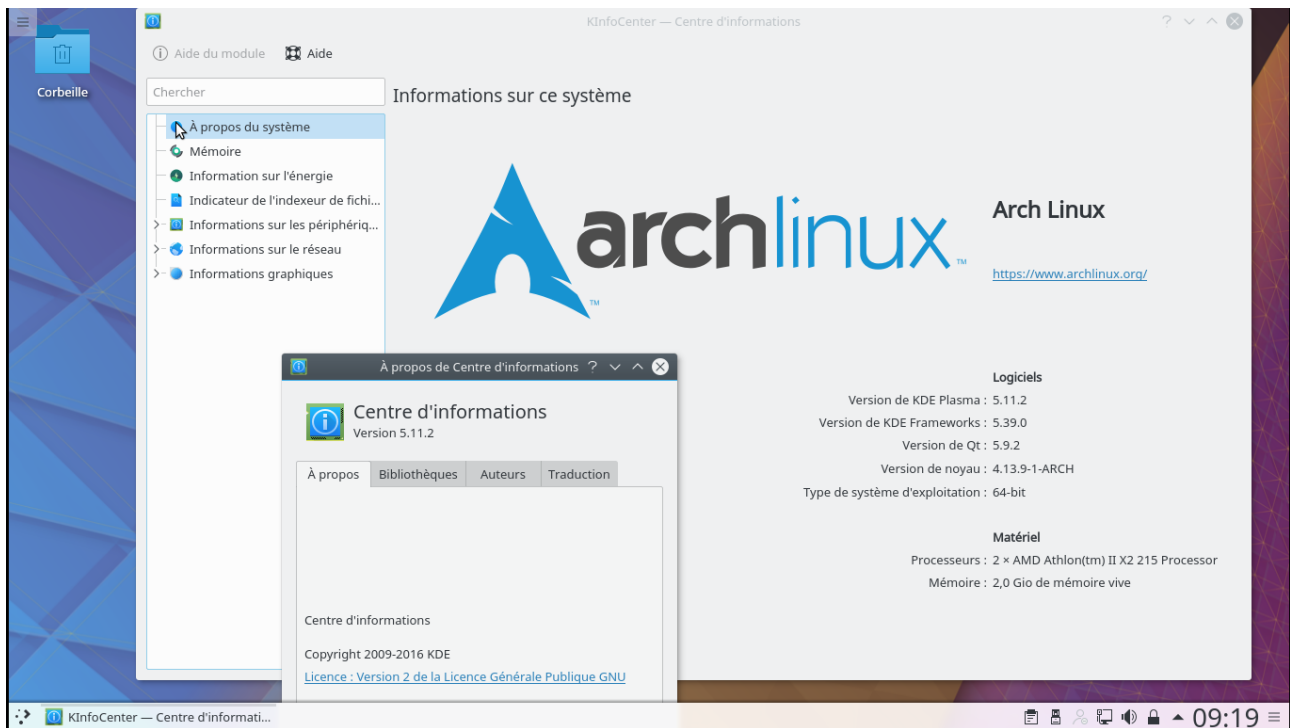 KInfoCenter — Centre d'informations
Corbeille
Aide du module Aide
Chercher
À propos du système
Mémoire
Information sur l'énergie
Indicateur de l'indexeur de fichi...
Informations sur les périphériq...
Informations sur le réseau
Informations graphiques
Informations sur ce système
archlinux
TM
TM
Arch Linux
https://www.archlinux.org/
Logiciels
Version de KDE Plasma : 5.11.2
Version de KDE Frameworks : 5.39.0
Version de Qt : 5.9.2
Version de noyau : 4.13.9-1-ARCH
Type de système d'exploitation : 64-bit
Matériel
Processeurs : 2 × AMD Athlon(tm) II X2 215 Processor
Mémoire : 2,0 Gio de mémoire vive
À propos de Centre d'informations ?
Centre d'informations
Version 5.11.2
À propos Bibliothèques Auteurs Traduction
Centre d'informations
Copyright 2009-2016 KDE
Licence : Version 2 de la Licence Générale Publique GNU
KInfoCenter — Centre d'informati...
09:19